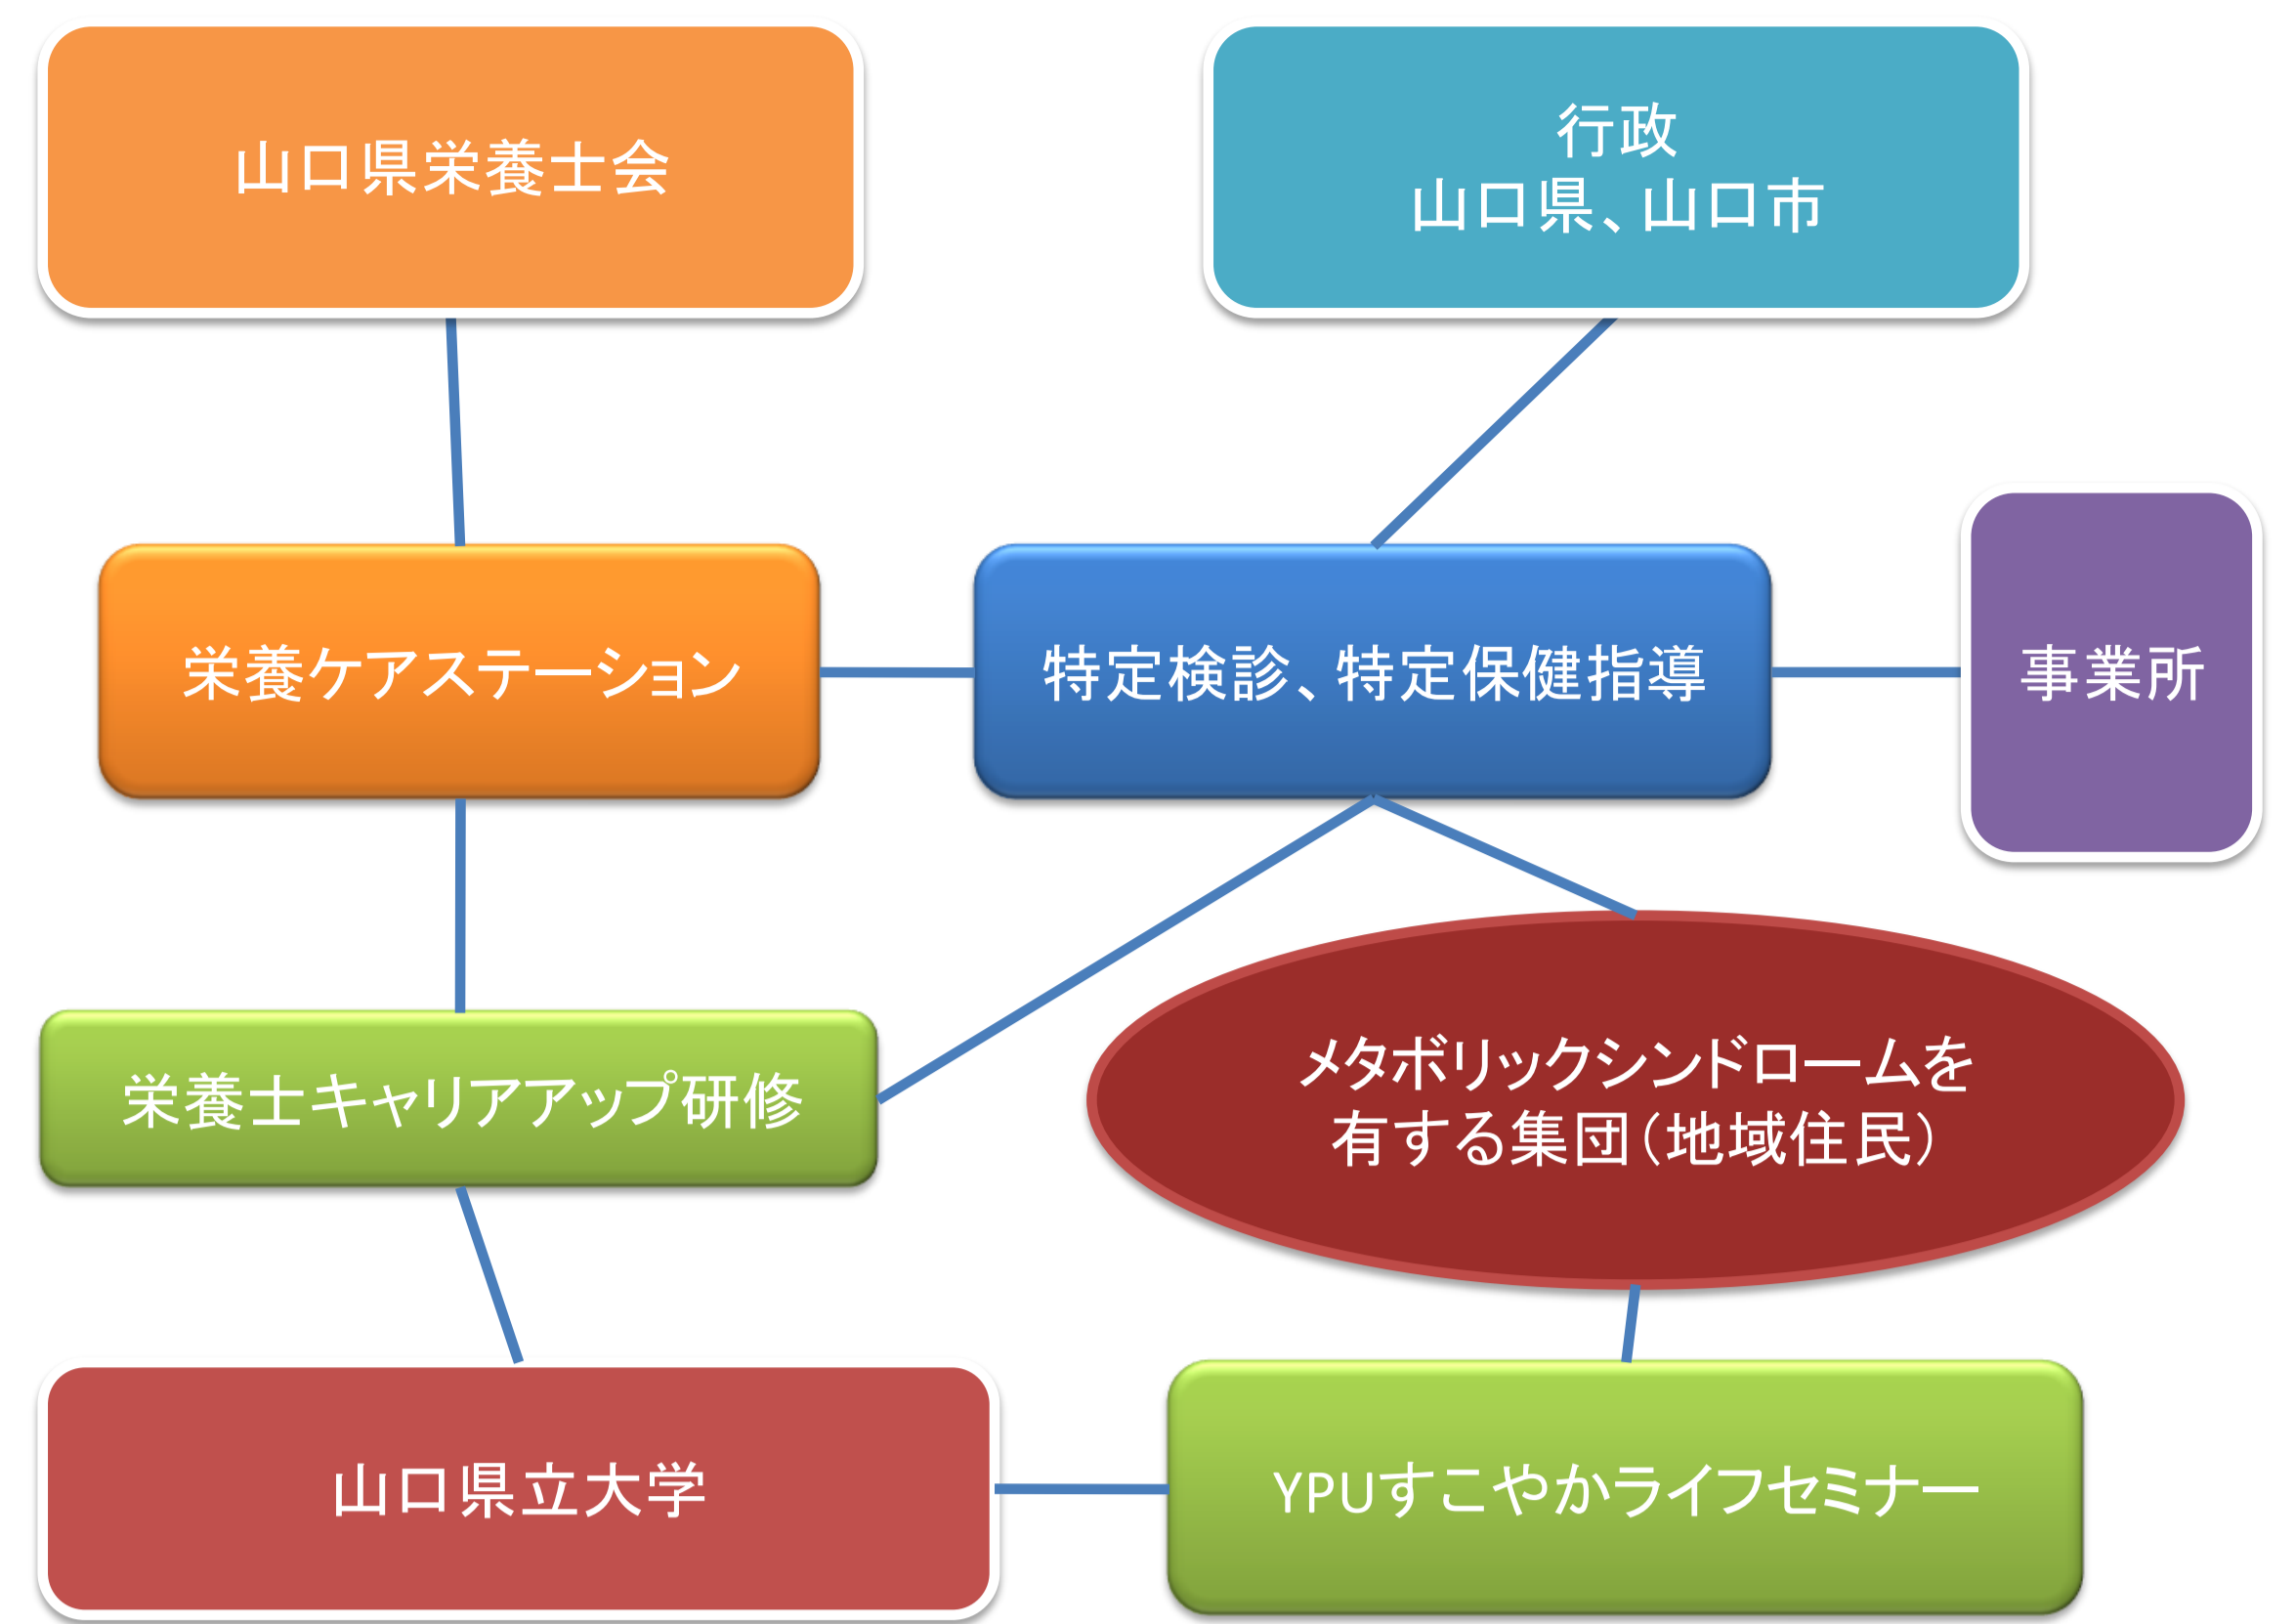 山口県栄養士会
行政
山口県、山口市
栄養ケアステーション
特定検診、特定保健指導
事業所
栄養士キャリアアップ研修
メタボリックシンドロームを
有する集団（地域住民）
山口県立大学
YPUすこやかライフセミナー